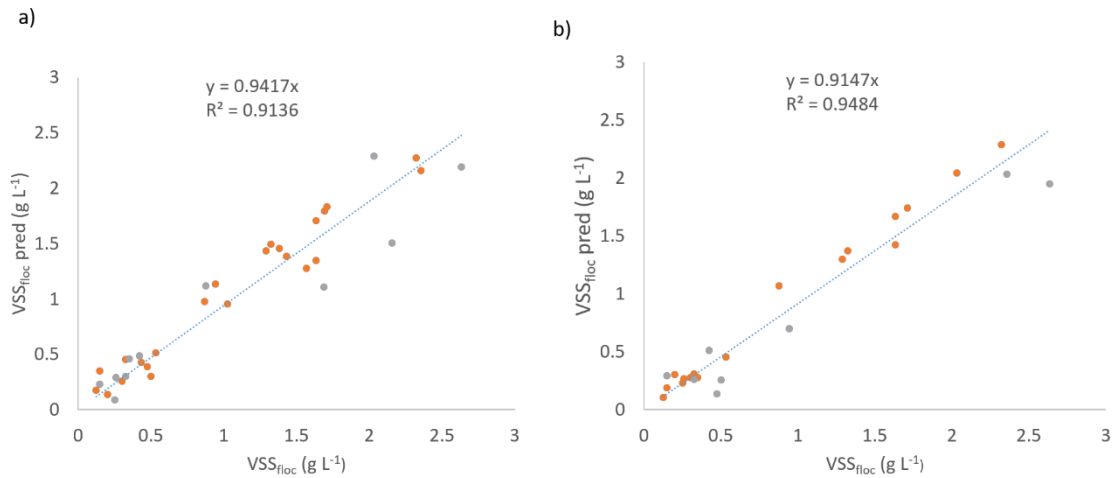 a)
y = 0.9417x
R² = 0.9136
3
2.5
2
1.5
1
0.5
0
VSSfloc pred (g L-1)
0 0.5 1 1.5 2 2.5 3
VSSfloc (g L-1)
b)
y = 0.9147x
R² = 0.9484
3
2.5
2
1.5
1
0.5
0
VSSfloc pred (g L-1)
0 0.5 1 1.5 2 2.5 3
VSSfloc (g L-1)